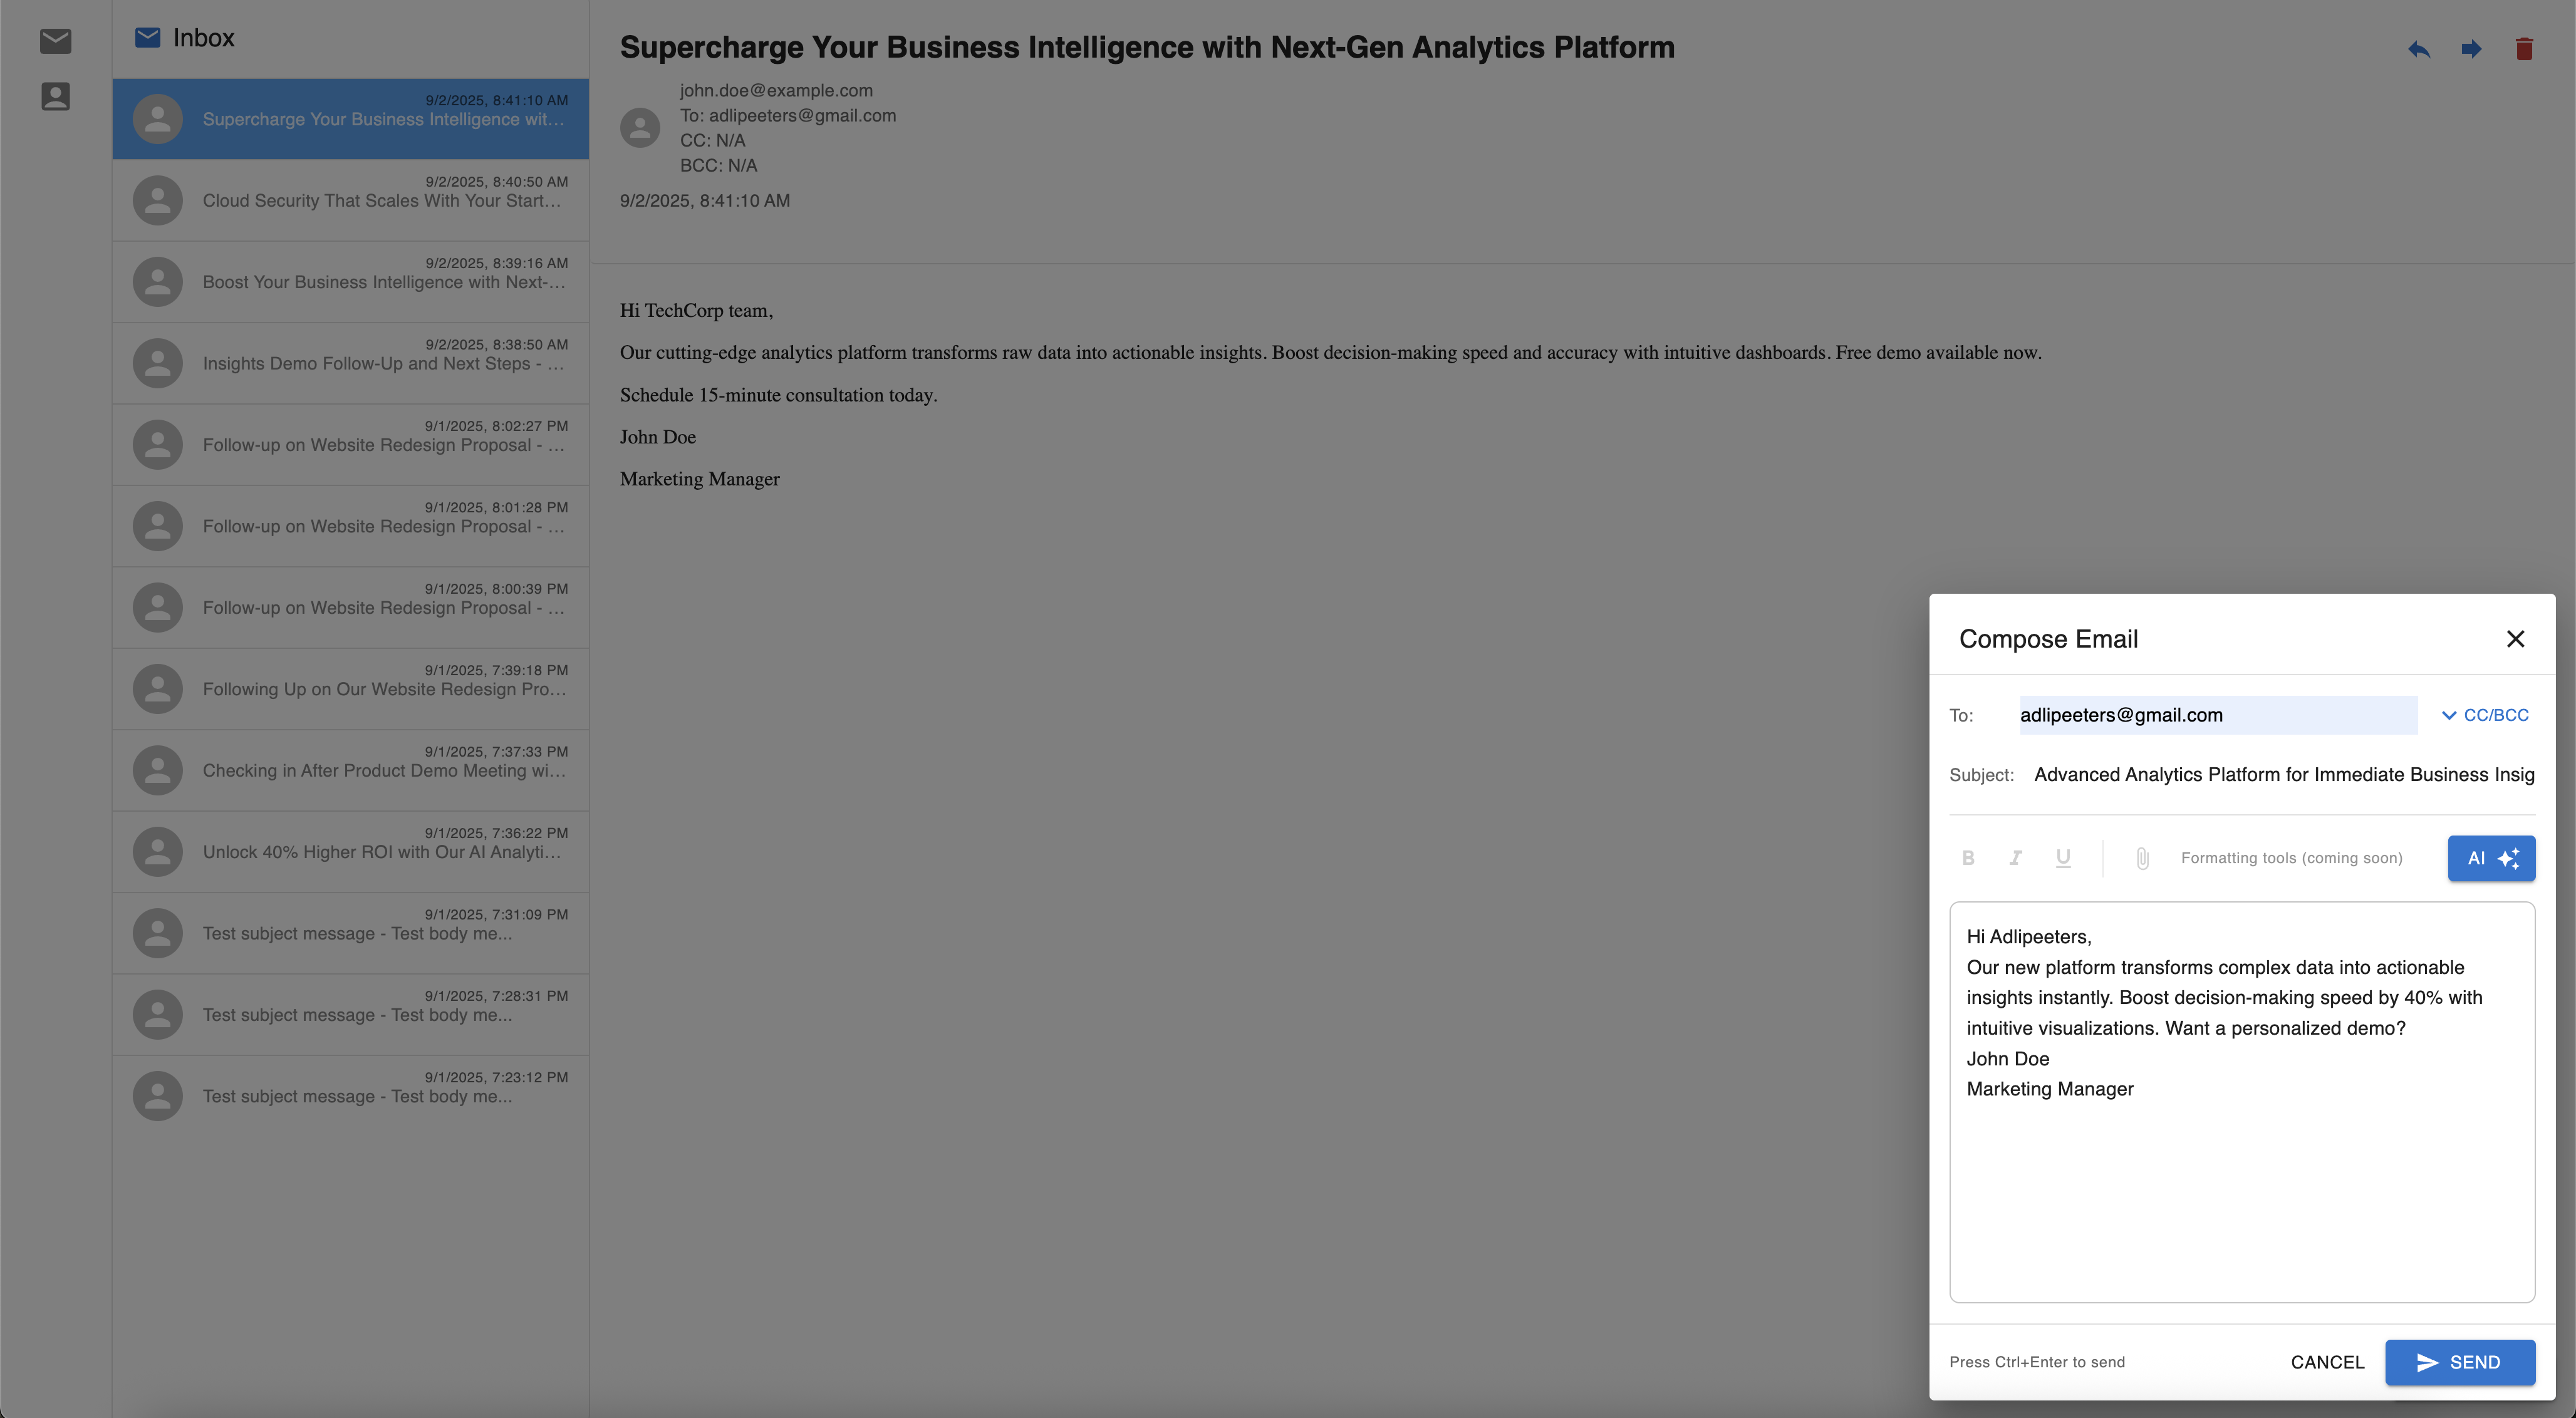 Inbox
9/2/2025, 8:41:10 AM
Supercharge Your Business Intelligence wit...
9/2/2025, 8:40:50 AM
Cloud Security That Scales With Your Start...
9/2/2025, 8:39:16 AM
Boost Your Business Intelligence with Next-...
9/2/2025, 8:38:50 AM
Insights Demo Follow-Up and Next Steps - ...
9/1/2025, 8:02:27 PM
Follow-up on Website Redesign Proposal - ...
9/1/2025, 8:01:28 PM
Follow-up on Website Redesign Proposal - ...
9/1/2025, 8:00:39 PM
Follow-up on Website Redesign Proposal - ...
9/1/2025, 7:39:18 PM
Following Up on Our Website Redesign Pro...
9/1/2025, 7:37:33 PM
Checking in After Product Demo Meeting wi...
9/1/2025, 7:36:22 PM
Unlock 40% Higher ROI with Our AI Analyti...
9/1/2025, 7:31:09 PM
Test subject message - Test body me...
9/1/2025, 7:28:31 PM
Test subject message - Test body me...
9/1/2025, 7:23:12 PM
Test subject message - Test body me...
Supercharge Your Business Intelligence with Next-Gen Analytics Platform
john.doe@example.com
To: adlipeeters@gmail.com
CC: N/A
BCC: N/A
9/2/2025, 8:41:10 AM
Hi TechCorp team,
Our cutting-edge analytics platform transforms raw data into actionable insights. Boost decision-making speed and accuracy with intuitive dashboards. Free demo available now.
Schedule 15-minute consultation today.
John Doe
Marketing Manager
Compose Email
To: adlipeeters@gmail.com CC/BCC
Subject: Advanced Analytics Platform for Immediate Business Insig
B I U Formatting tools (coming soon) AI
Hi Adlipeeters,
Our new platform transforms complex data into actionable
insights instantly. Boost decision-making speed by 40% with
intuitive visualizations. Want a personalized demo?
John Doe
Marketing Manager
Press Ctrl+Enter to send CANCEL SEND